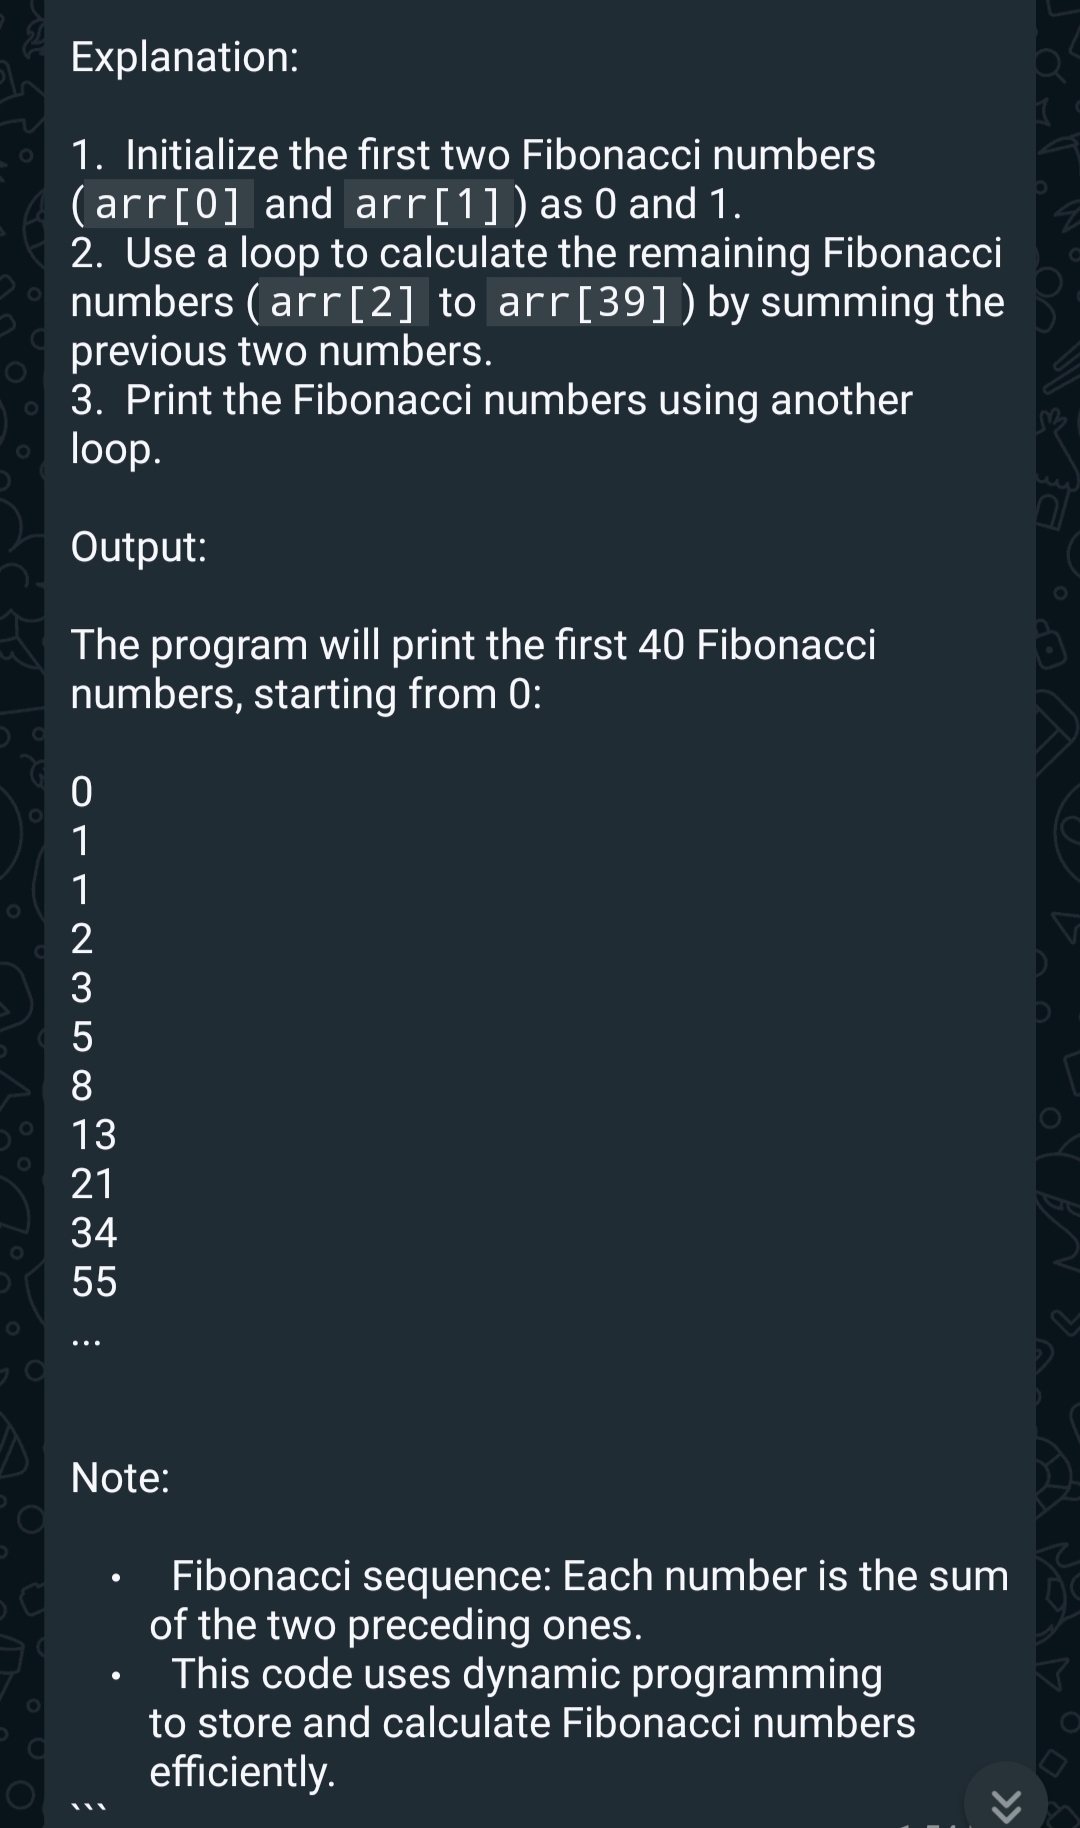 Explanation:
1. Initialize the first two Fibonacci numbers
(arr[0] and arr[1]) as 0 and 1.
2. Use a loop to calculate the remaining Fibonacci
numbers (arr[2] to arr[39]) by summing the
previous two numbers.
3. Print the Fibonacci numbers using another
loop.
Output:
The program will print the first 40 Fibonacci
numbers, starting from 0:
0
1
1
2
3
5
8
13
21
34
55
...
Note:
• Fibonacci sequence: Each number is the sum
of the two preceding ones.
• This code uses dynamic programming
to store and calculate Fibonacci numbers
efficiently.
```